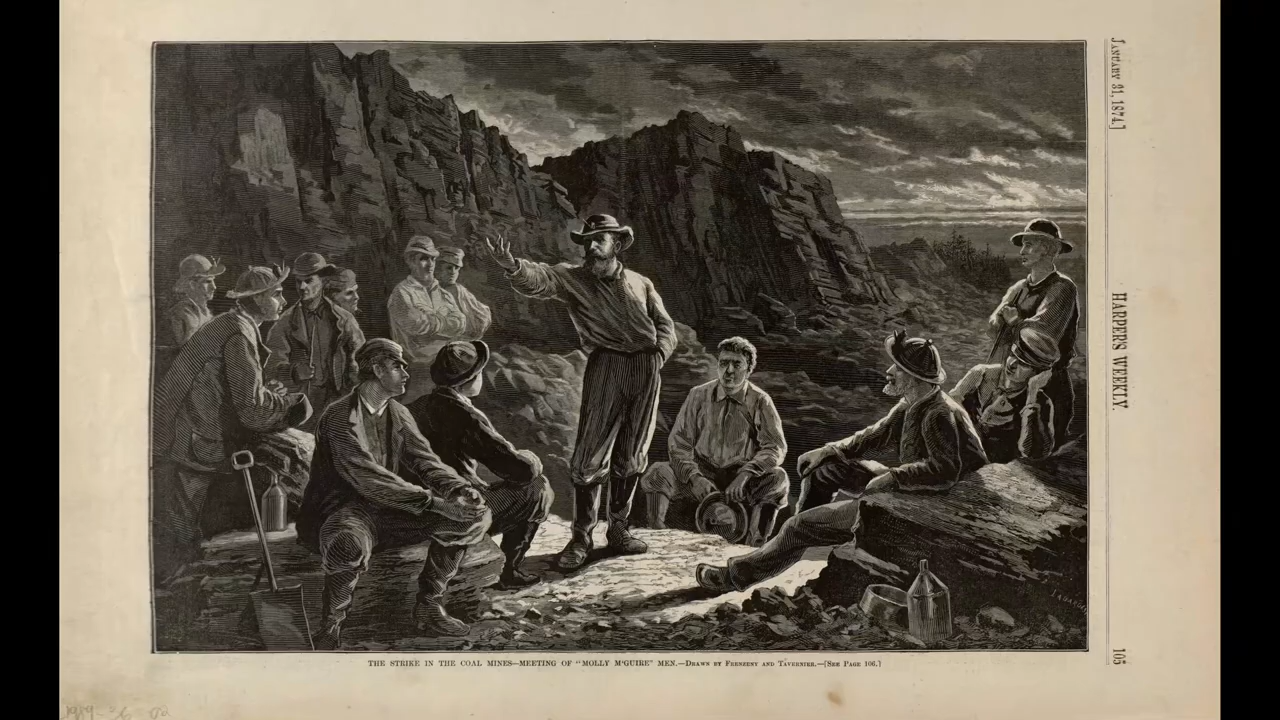 JANUARY 31, 1874.]
HARPER'S WEEKLY.
105
THE STRIKE IN THE COAL MINES—MEETING OF "MOLLY M'GUIRE" MEN.—DRAWN BY FRENZENY AND TAVERNIER.—[SEE PAGE 106.]